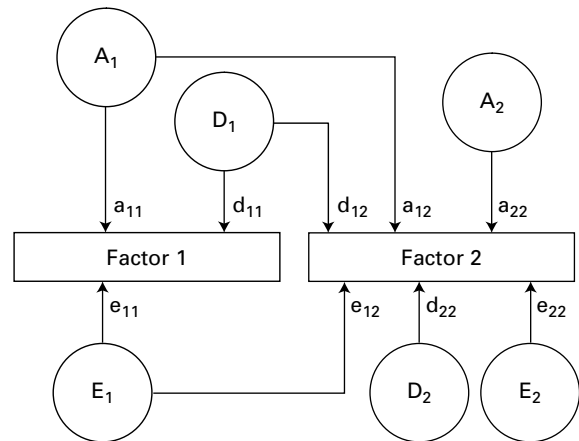 A₁
D₁
A₂
a₁₁ d₁₁ d₁₂ a₁₂ a₂₂
Factor 1 Factor 2
e₁₁ e₁₂ d₂₂ e₂₂
E₁ D₂ E₂